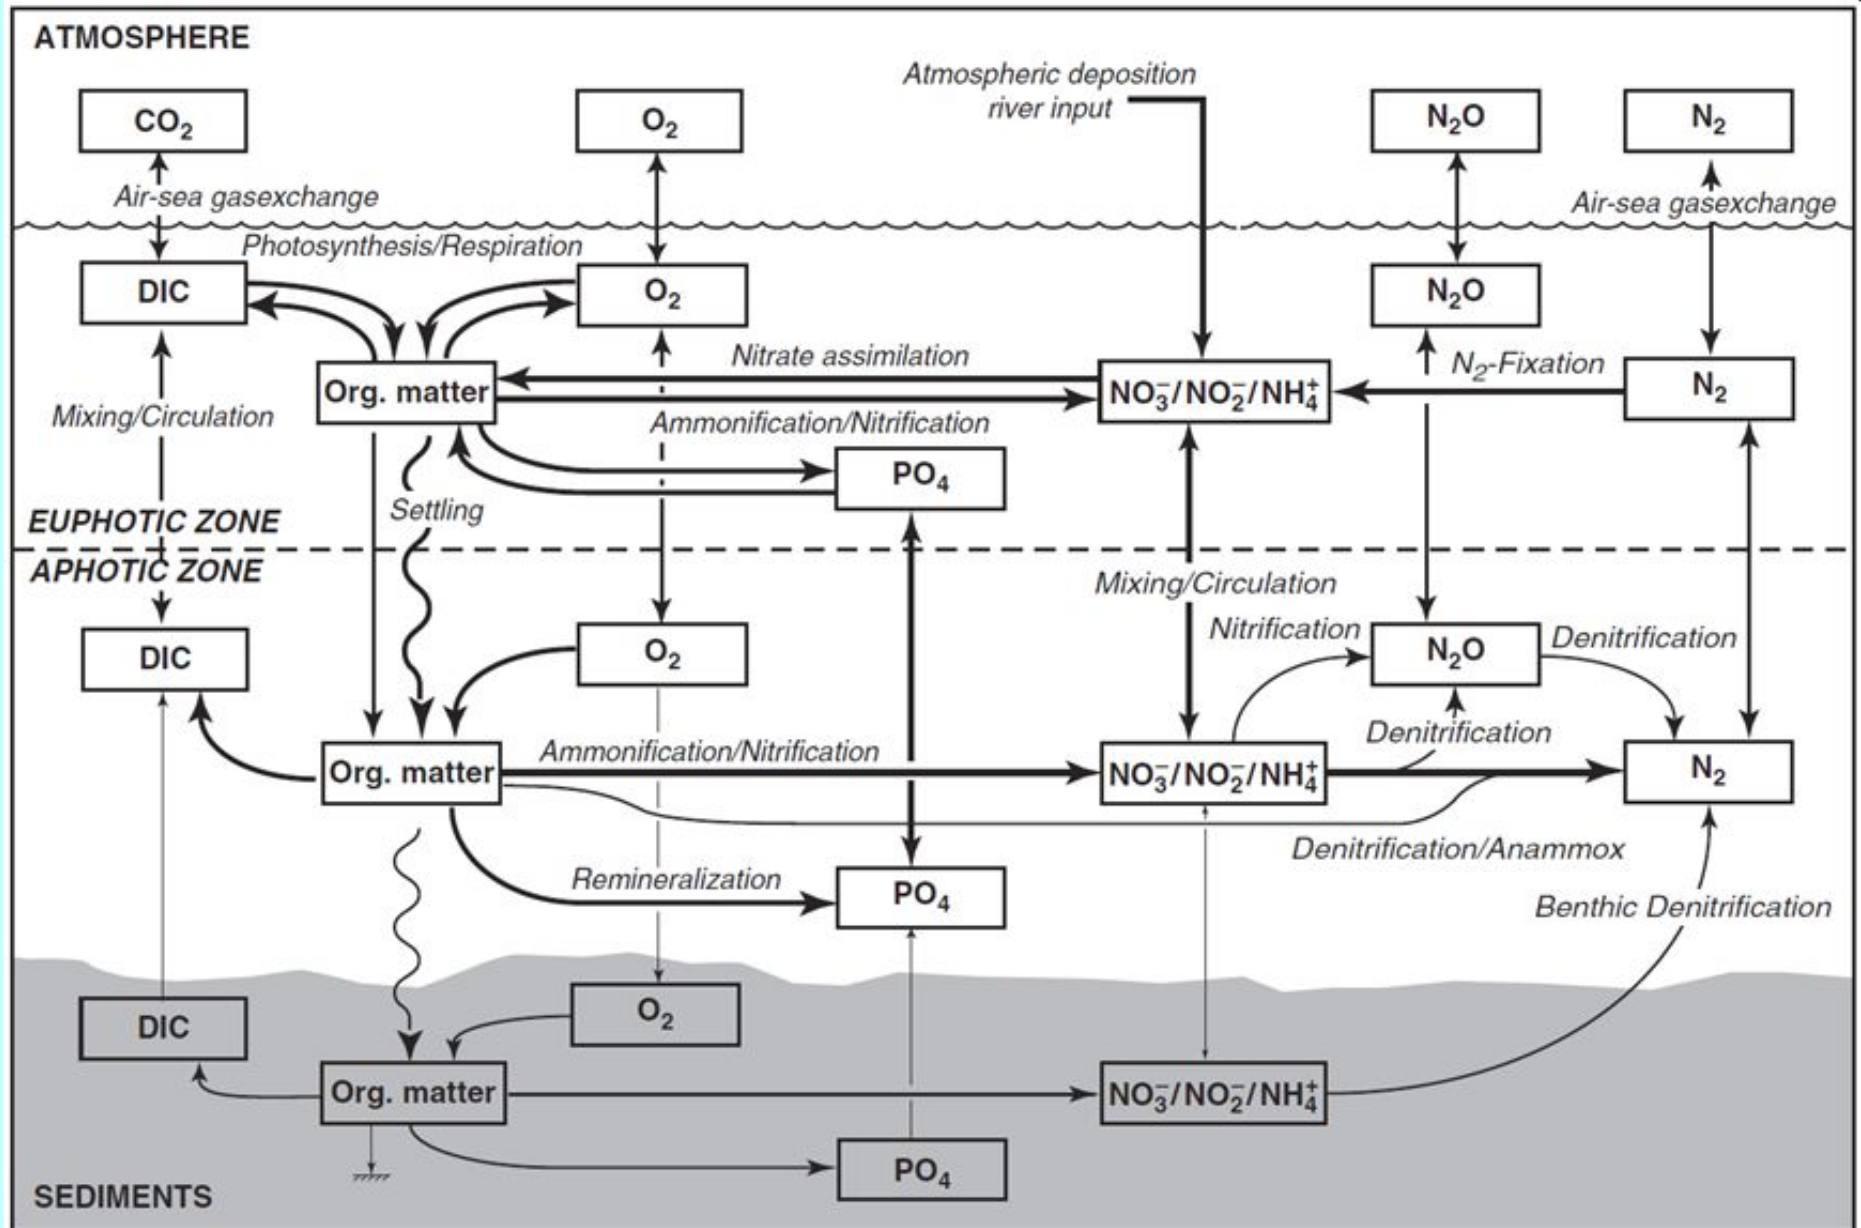 ATMOSPHERE
Atmospheric deposition
river input
CO₂
O₂
N₂O
N₂
Air-sea gasexchange
Air-sea gasexchange
Photosynthesis/Respiration
DIC
O₂
N₂O
Nitrate assimilation
N₂-Fixation
Org. matter
NO₃⁻/NO₂⁻/NH₄⁺
N₂
Mixing/Circulation
Ammonification/Nitrification
PO₄
Settling
EUPHOTIC ZONE
APHOTIC ZONE
Mixing/Circulation
Nitrification
Denitrification
DIC
O₂
N₂O
Denitrification
Ammonification/Nitrification
Org. matter
NO₃⁻/NO₂⁻/NH₄⁺
N₂
Denitrification/Anammox
Remineralization
PO₄
Benthic Denitrification
DIC
O₂
Org. matter
NO₃⁻/NO₂⁻/NH₄⁺
PO₄
SEDIMENTS